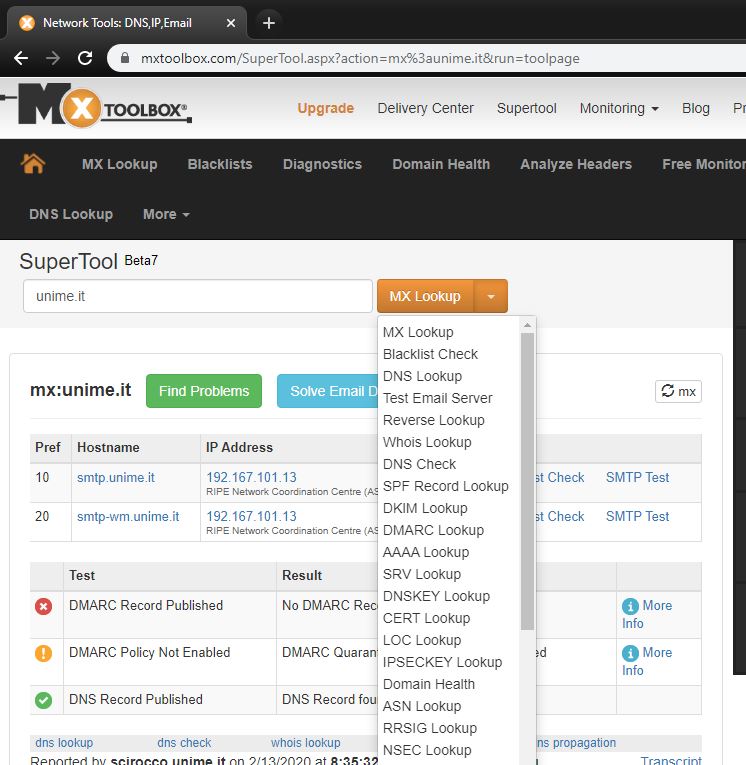 Network Tools: DNS,IP,Email
mxtoolbox.com/SuperTool.aspx?action=mx%3aunime.it&run=toolpage
MX TOOLBOX®
Upgrade Delivery Center Supertool Monitoring Blog Pr
MX Lookup Blacklists Diagnostics Domain Health Analyze Headers Free Monitor
DNS Lookup More
SuperTool Beta7
unime.it MX Lookup
MX Lookup
Blacklist Check
DNS Lookup
Test Email Server
Reverse Lookup
Whois Lookup
DNS Check
SPF Record Lookup
DKIM Lookup
DMARC Lookup
AAAA Lookup
SRV Lookup
DNSKEY Lookup
CERT Lookup
LOC Lookup
IPSECKEY Lookup
Domain Health
ASN Lookup
RRSIG Lookup
NSEC Lookup
mx:unime.it Find Problems Solve Email D mx
Pref Hostname IP Address
10 smtp.unime.it 192.167.101.13 st Check SMTP Test
RIPE Network Coordination Centre (AS
20 smtp-wm.unime.it 192.167.101.13 st Check SMTP Test
RIPE Network Coordination Centre (AS
Test Result
DMARC Record Published No DMARC Rec More Info
DMARC Policy Not Enabled DMARC Quaran ed More Info
DNS Record Published DNS Record fou
dns lookup dns check whois lookup ns propagation
Reported by scirocco.unime.it on 2/13/2020 at 8:35:32 Transcript